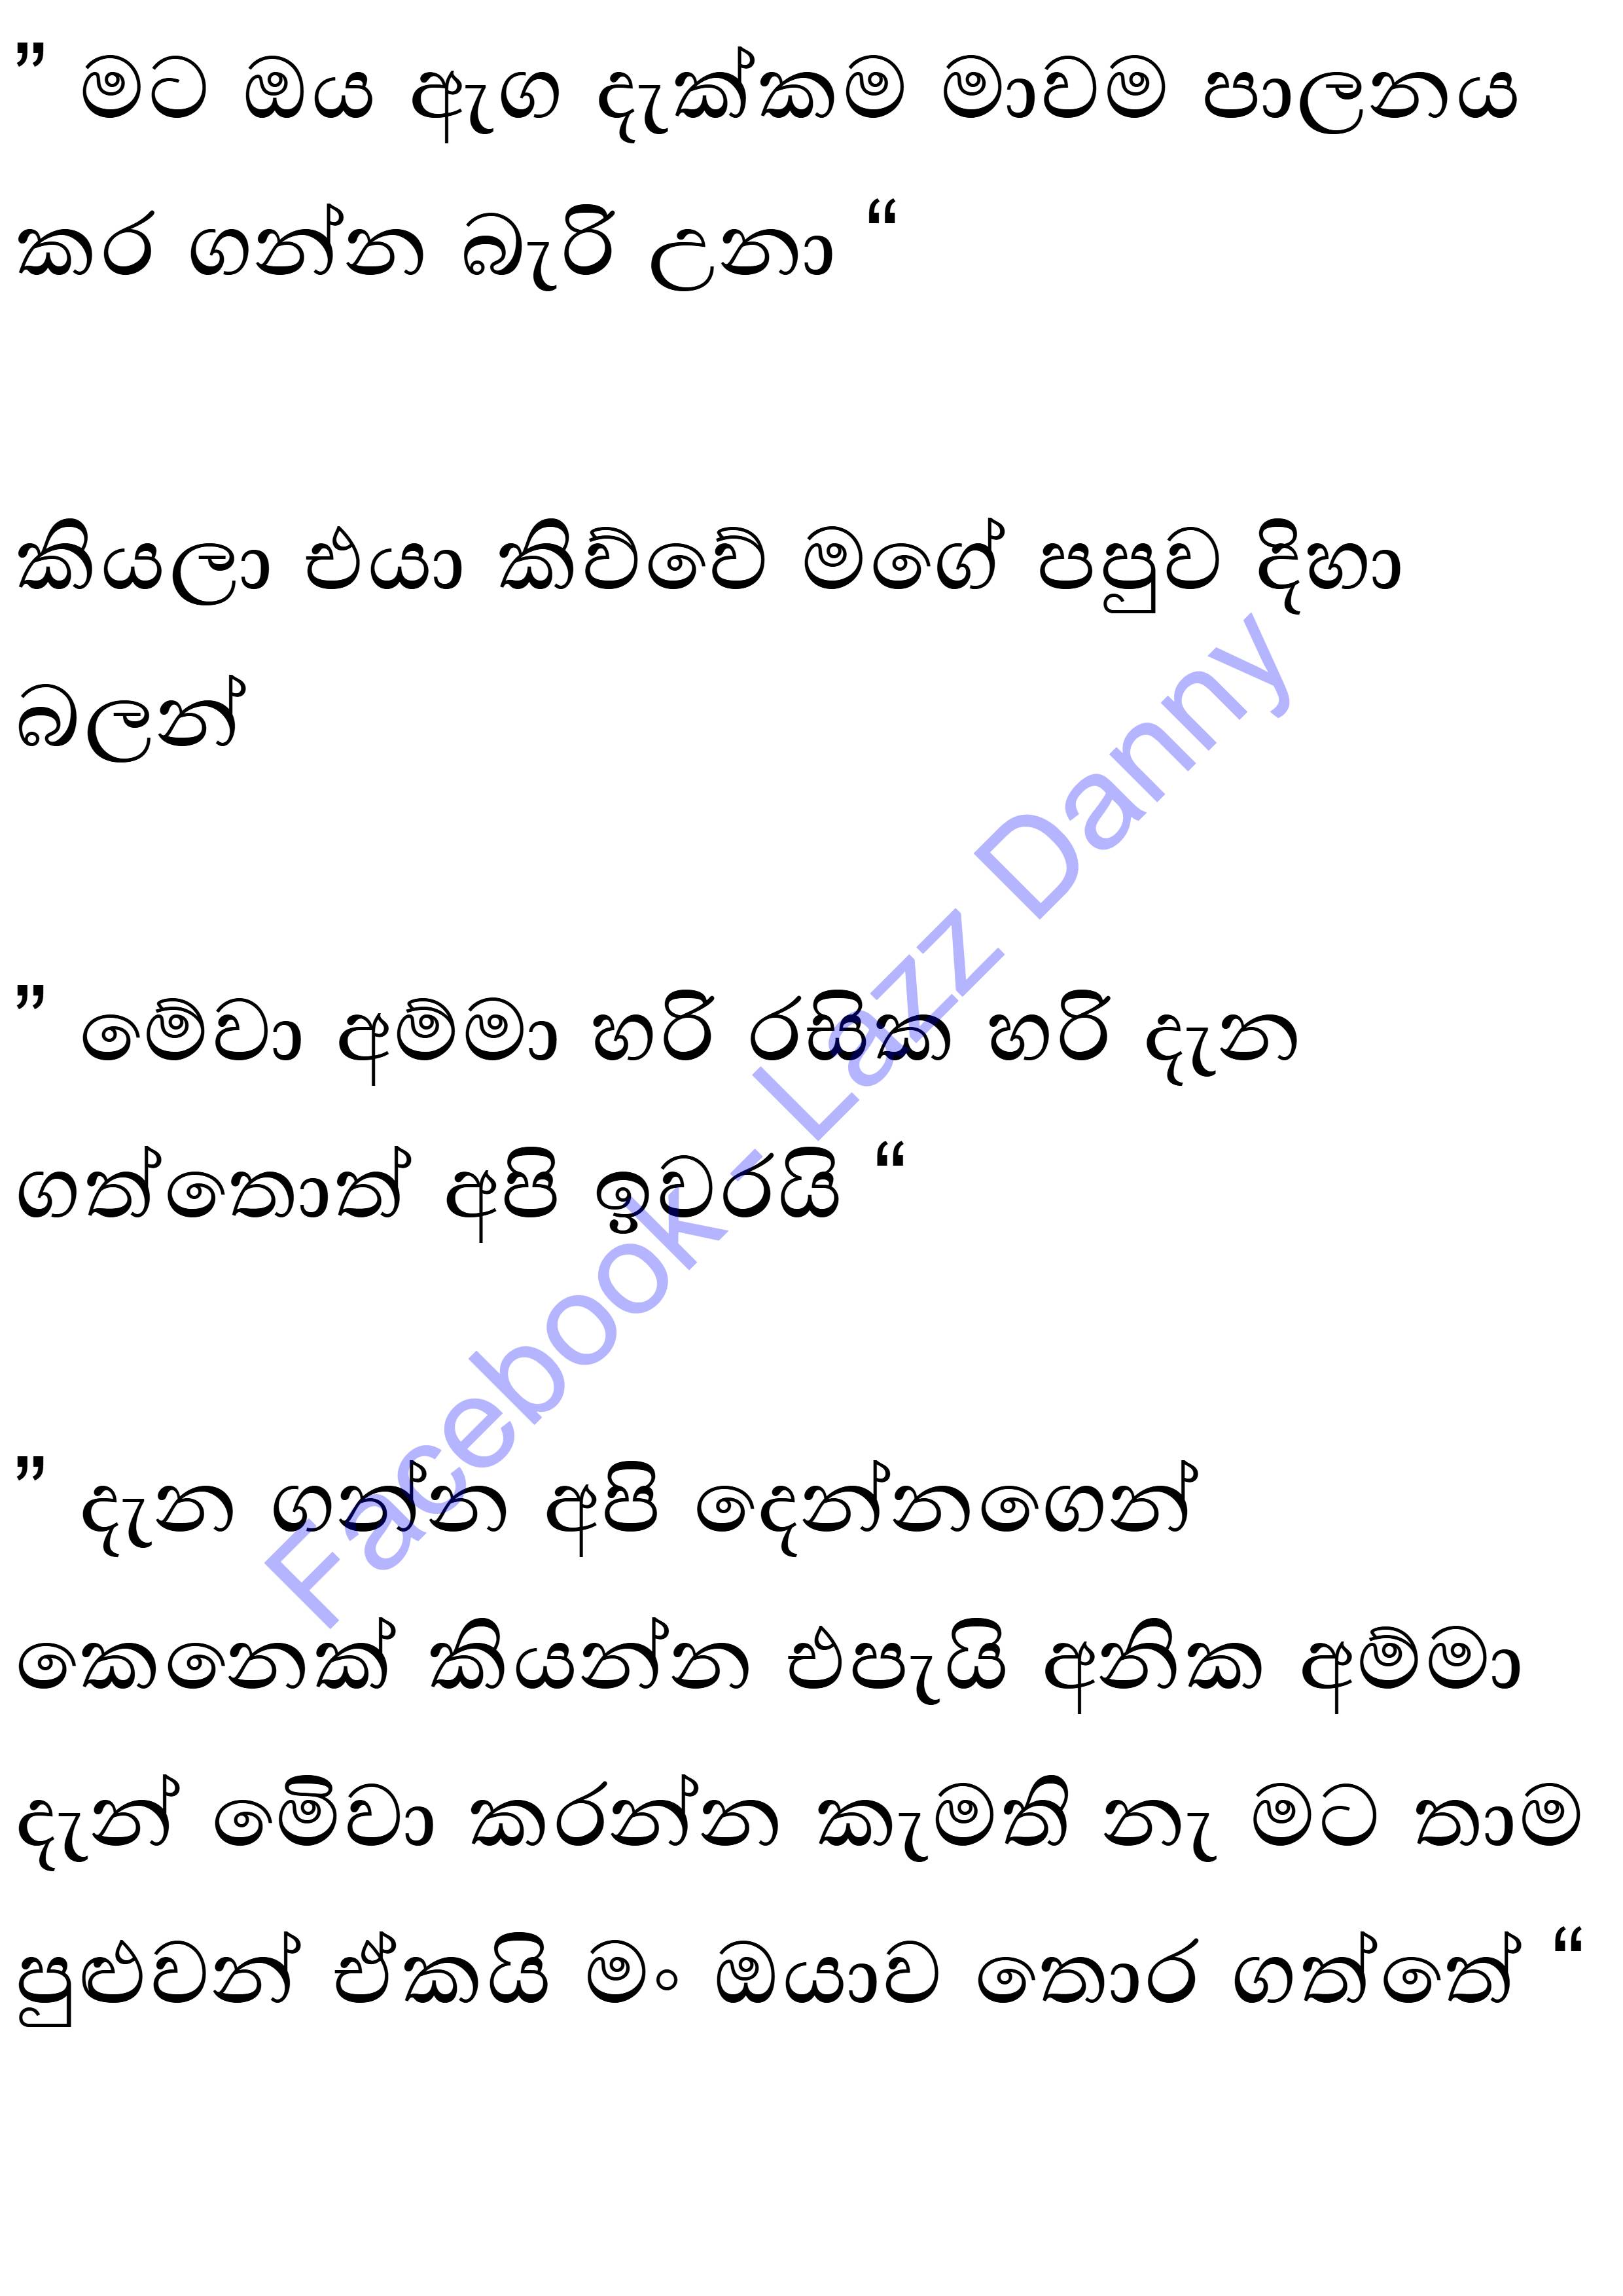 ” මට ඔය ඇග දැක්කම මාවම පාලනය
කර ගන්න බැරි උනා “
කියලා එයා කිව්වේ මගේ පපුව දිහා
බලන්
” මේවා අම්මා හරි රසික හරි දැන
ගත්තොත් අපි ඉවරයි “
” දැන ගන්න අපි දෙන්නගෙන්
කෙනෙක් කියන්න එපැයි අනික අම්මා
දැන් මේවා කරන්න කැමති නැ මට තාම
පුළුවන් ඒකයි මං ඔයාව තොර ගත්තේ “
Facebook - Lazz Danny